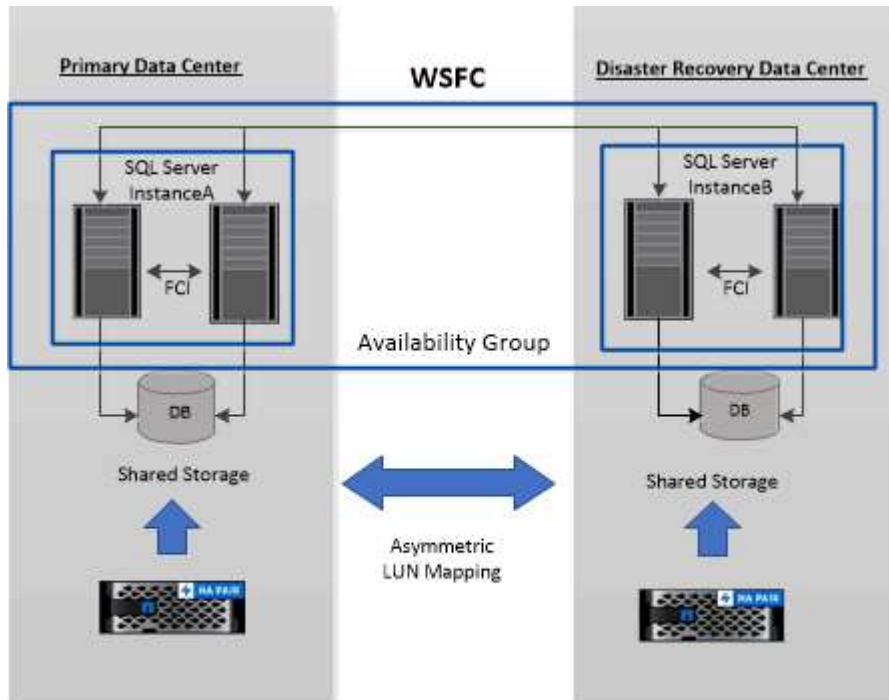 Primary Data Center
WSFC
Disaster Recovery Data Center
SQL Server
InstanceA
FCI
SQL Server
InstanceB
FCI
Availability Group
DB
DB
Shared Storage
Shared Storage
Asymmetric
LUN Mapping
HA PAIR
HA PAIR